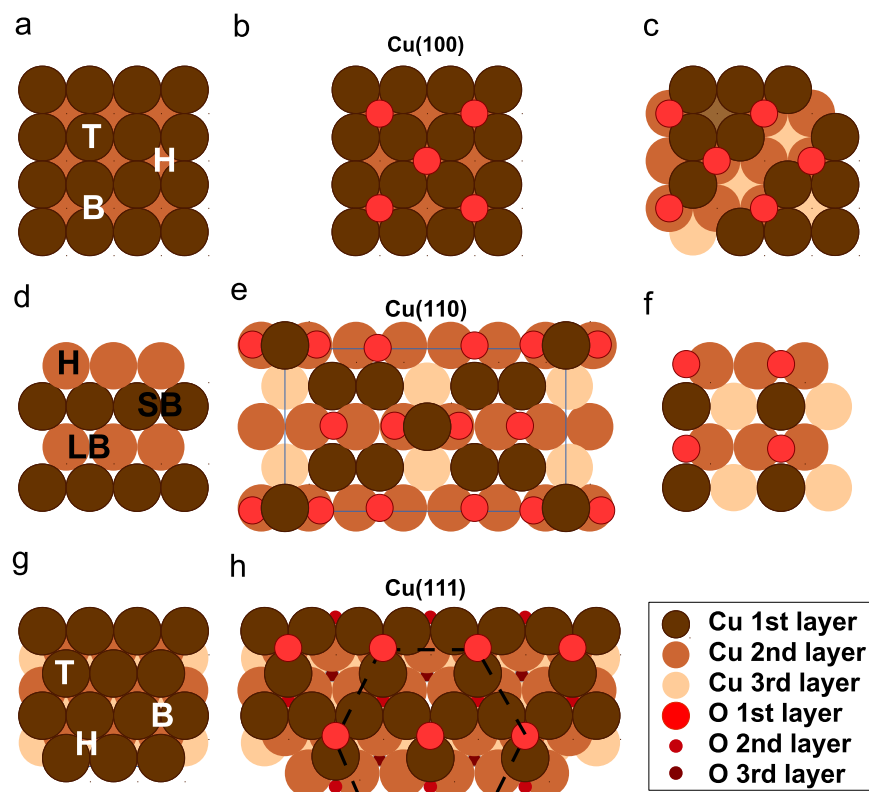 a
b
Cu(100)
c
T
H
B
d
e
Cu(110)
f
H
SB
LB
g
h
Cu(111)
T
B
H
Cu 1st layer
Cu 2nd layer
Cu 3rd layer
O 1st layer
O 2nd layer
O 3rd layer